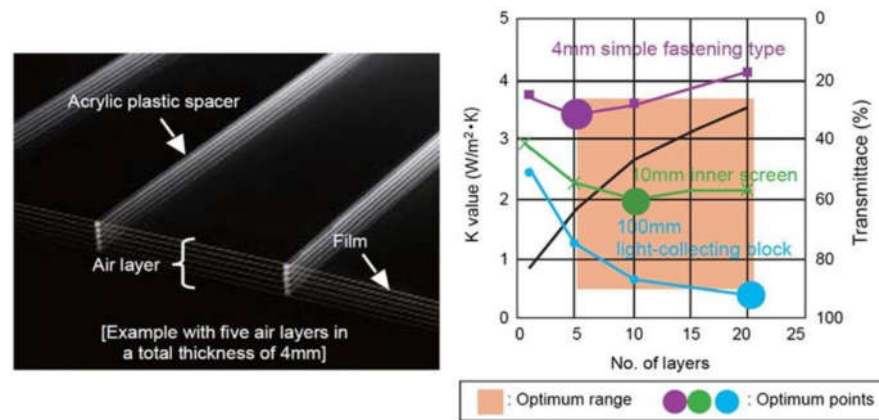 Acrylic plastic spacer
Film
Air layer
[Example with five air layers in
a total thickness of 4mm]
5
4
3
2
1
0
K value (W/m²•K)
4mm simple fastening type
10mm inner screen
100mm
light-collecting block
0
20
40
60
80
100
Transmittace (%)
0 5 10 15 20 25
No. of layers
: Optimum range
: Optimum points